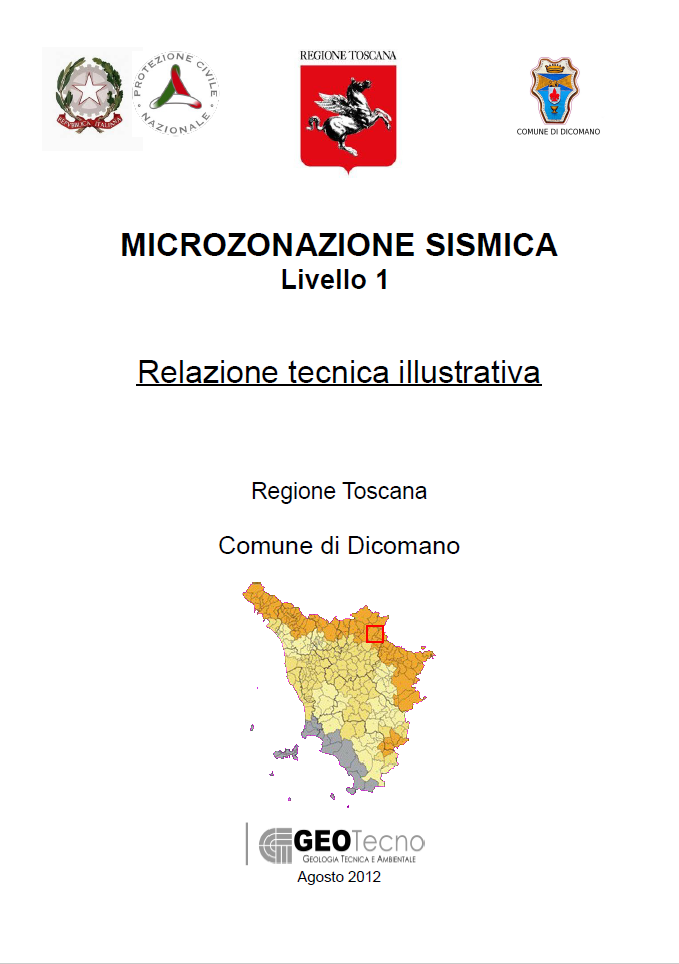 REPVBBLICA ITALIANA
PROTEZIONE CIVILE
NAZIONALE
REGIONE TOSCANA
COMUNE DI DICOMANO
MICROZONAZIONE SISMICA
Livello 1
Relazione tecnica illustrativa
Regione Toscana
Comune di Dicomano
GEOTecno
GEOLOGIA TECNICA E AMBIENTALE
Agosto 2012